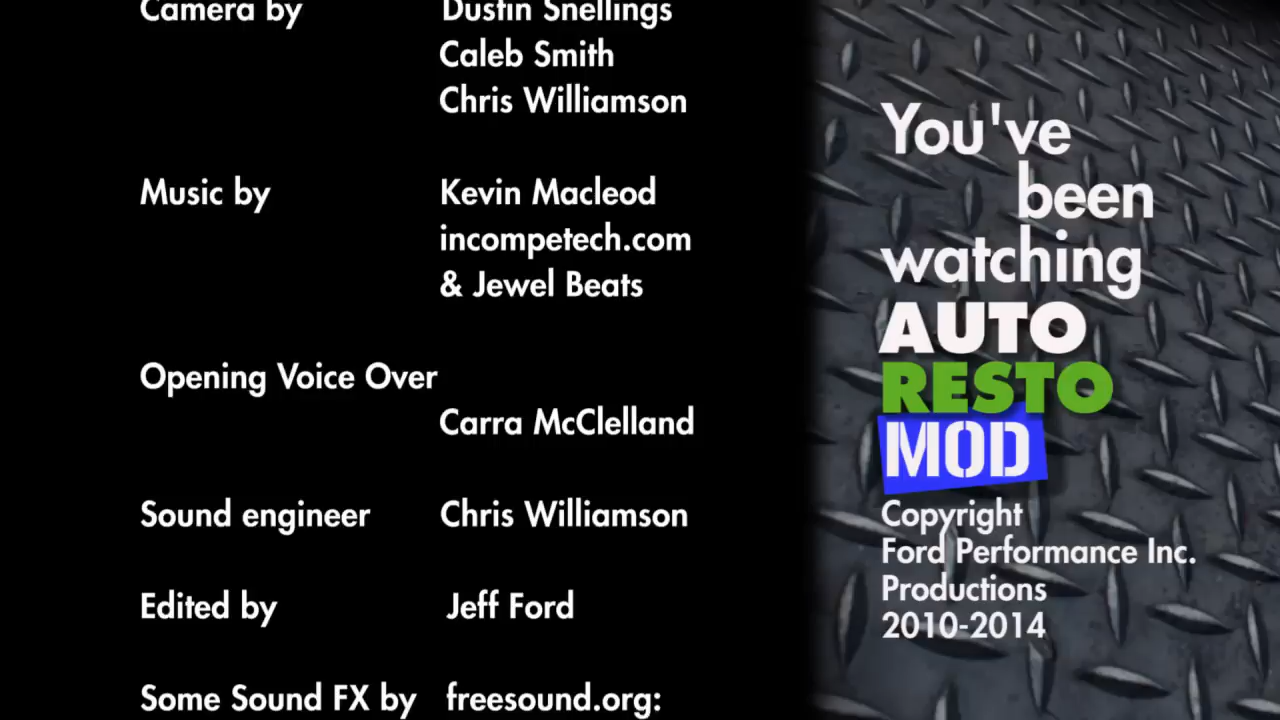 Camera by Dustin Snellings
Caleb Smith
Chris Williamson
Music by Kevin Macleod
incompetech.com
& Jewel Beats
Opening Voice Over
Carra McClelland
Sound engineer Chris Williamson
Edited by Jeff Ford
Some Sound FX by freesound.org:
You've
been
watching
AUTO
RESTO
MOD
Copyright
Ford Performance Inc.
Productions
2010-2014